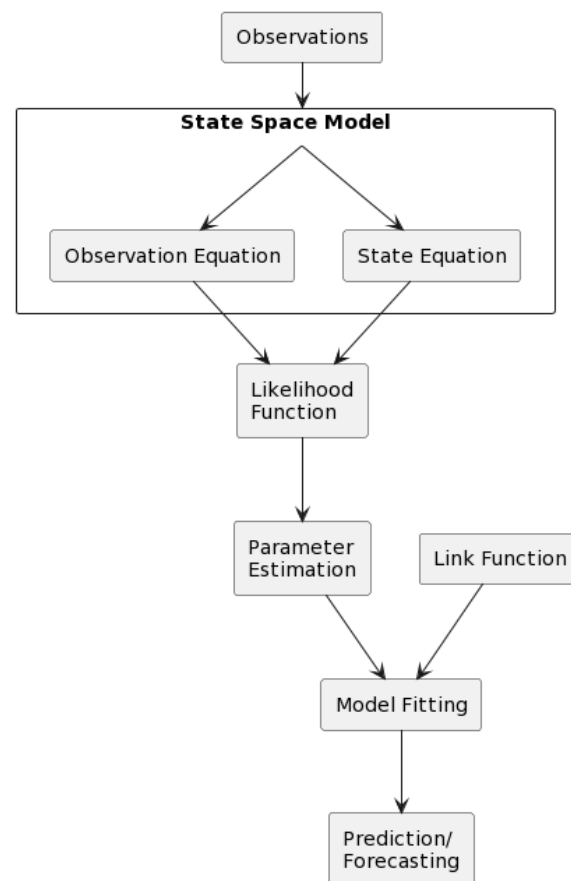 Observations
State Space Model
Observation Equation
State Equation
Likelihood
Function
Parameter
Estimation
Link Function
Model Fitting
Prediction/
Forecasting